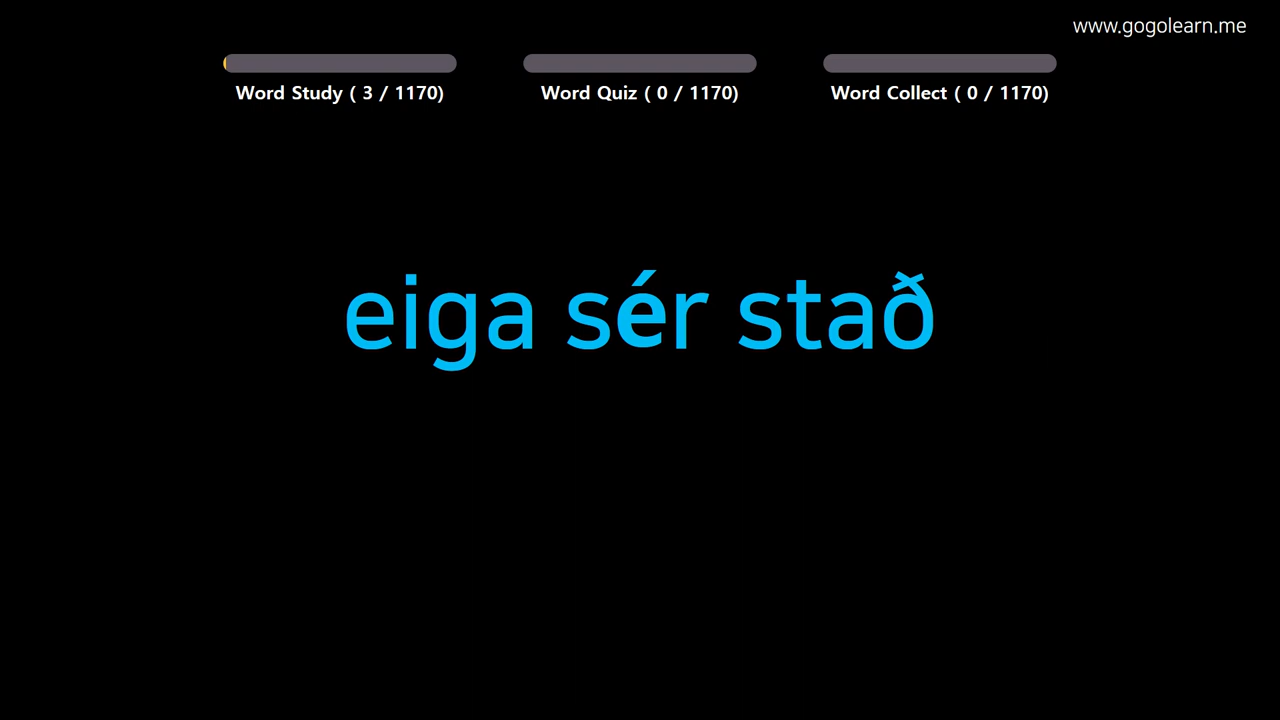 www.gogolearn.me
Word Study ( 3 / 1170)
Word Quiz ( 0 / 1170)
Word Collect ( 0 / 1170)
eiga sér stað